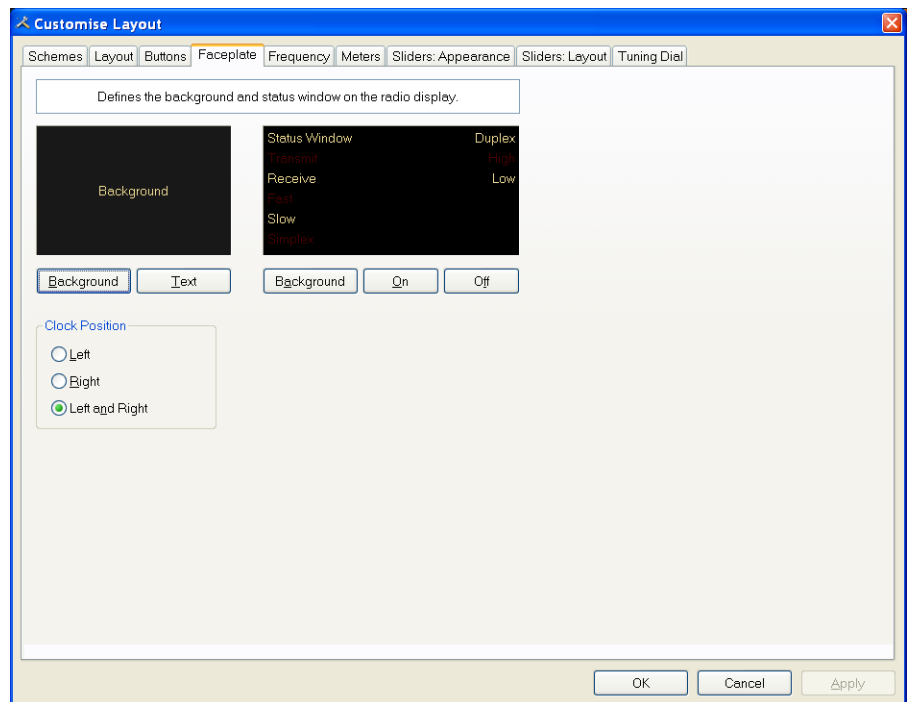 Customise Layout
Schemes Layout Buttons Faceplate Frequency Meters Sliders: Appearance Sliders: Layout Tuning Dial
Defines the background and status window on the radio display.
Background
Status Window Duplex
Transmit High
Receive Low
Fast
Slow
Simplex
Background Text Background On Off
Clock Position
Left
Right
Left and Right
OK Cancel Apply